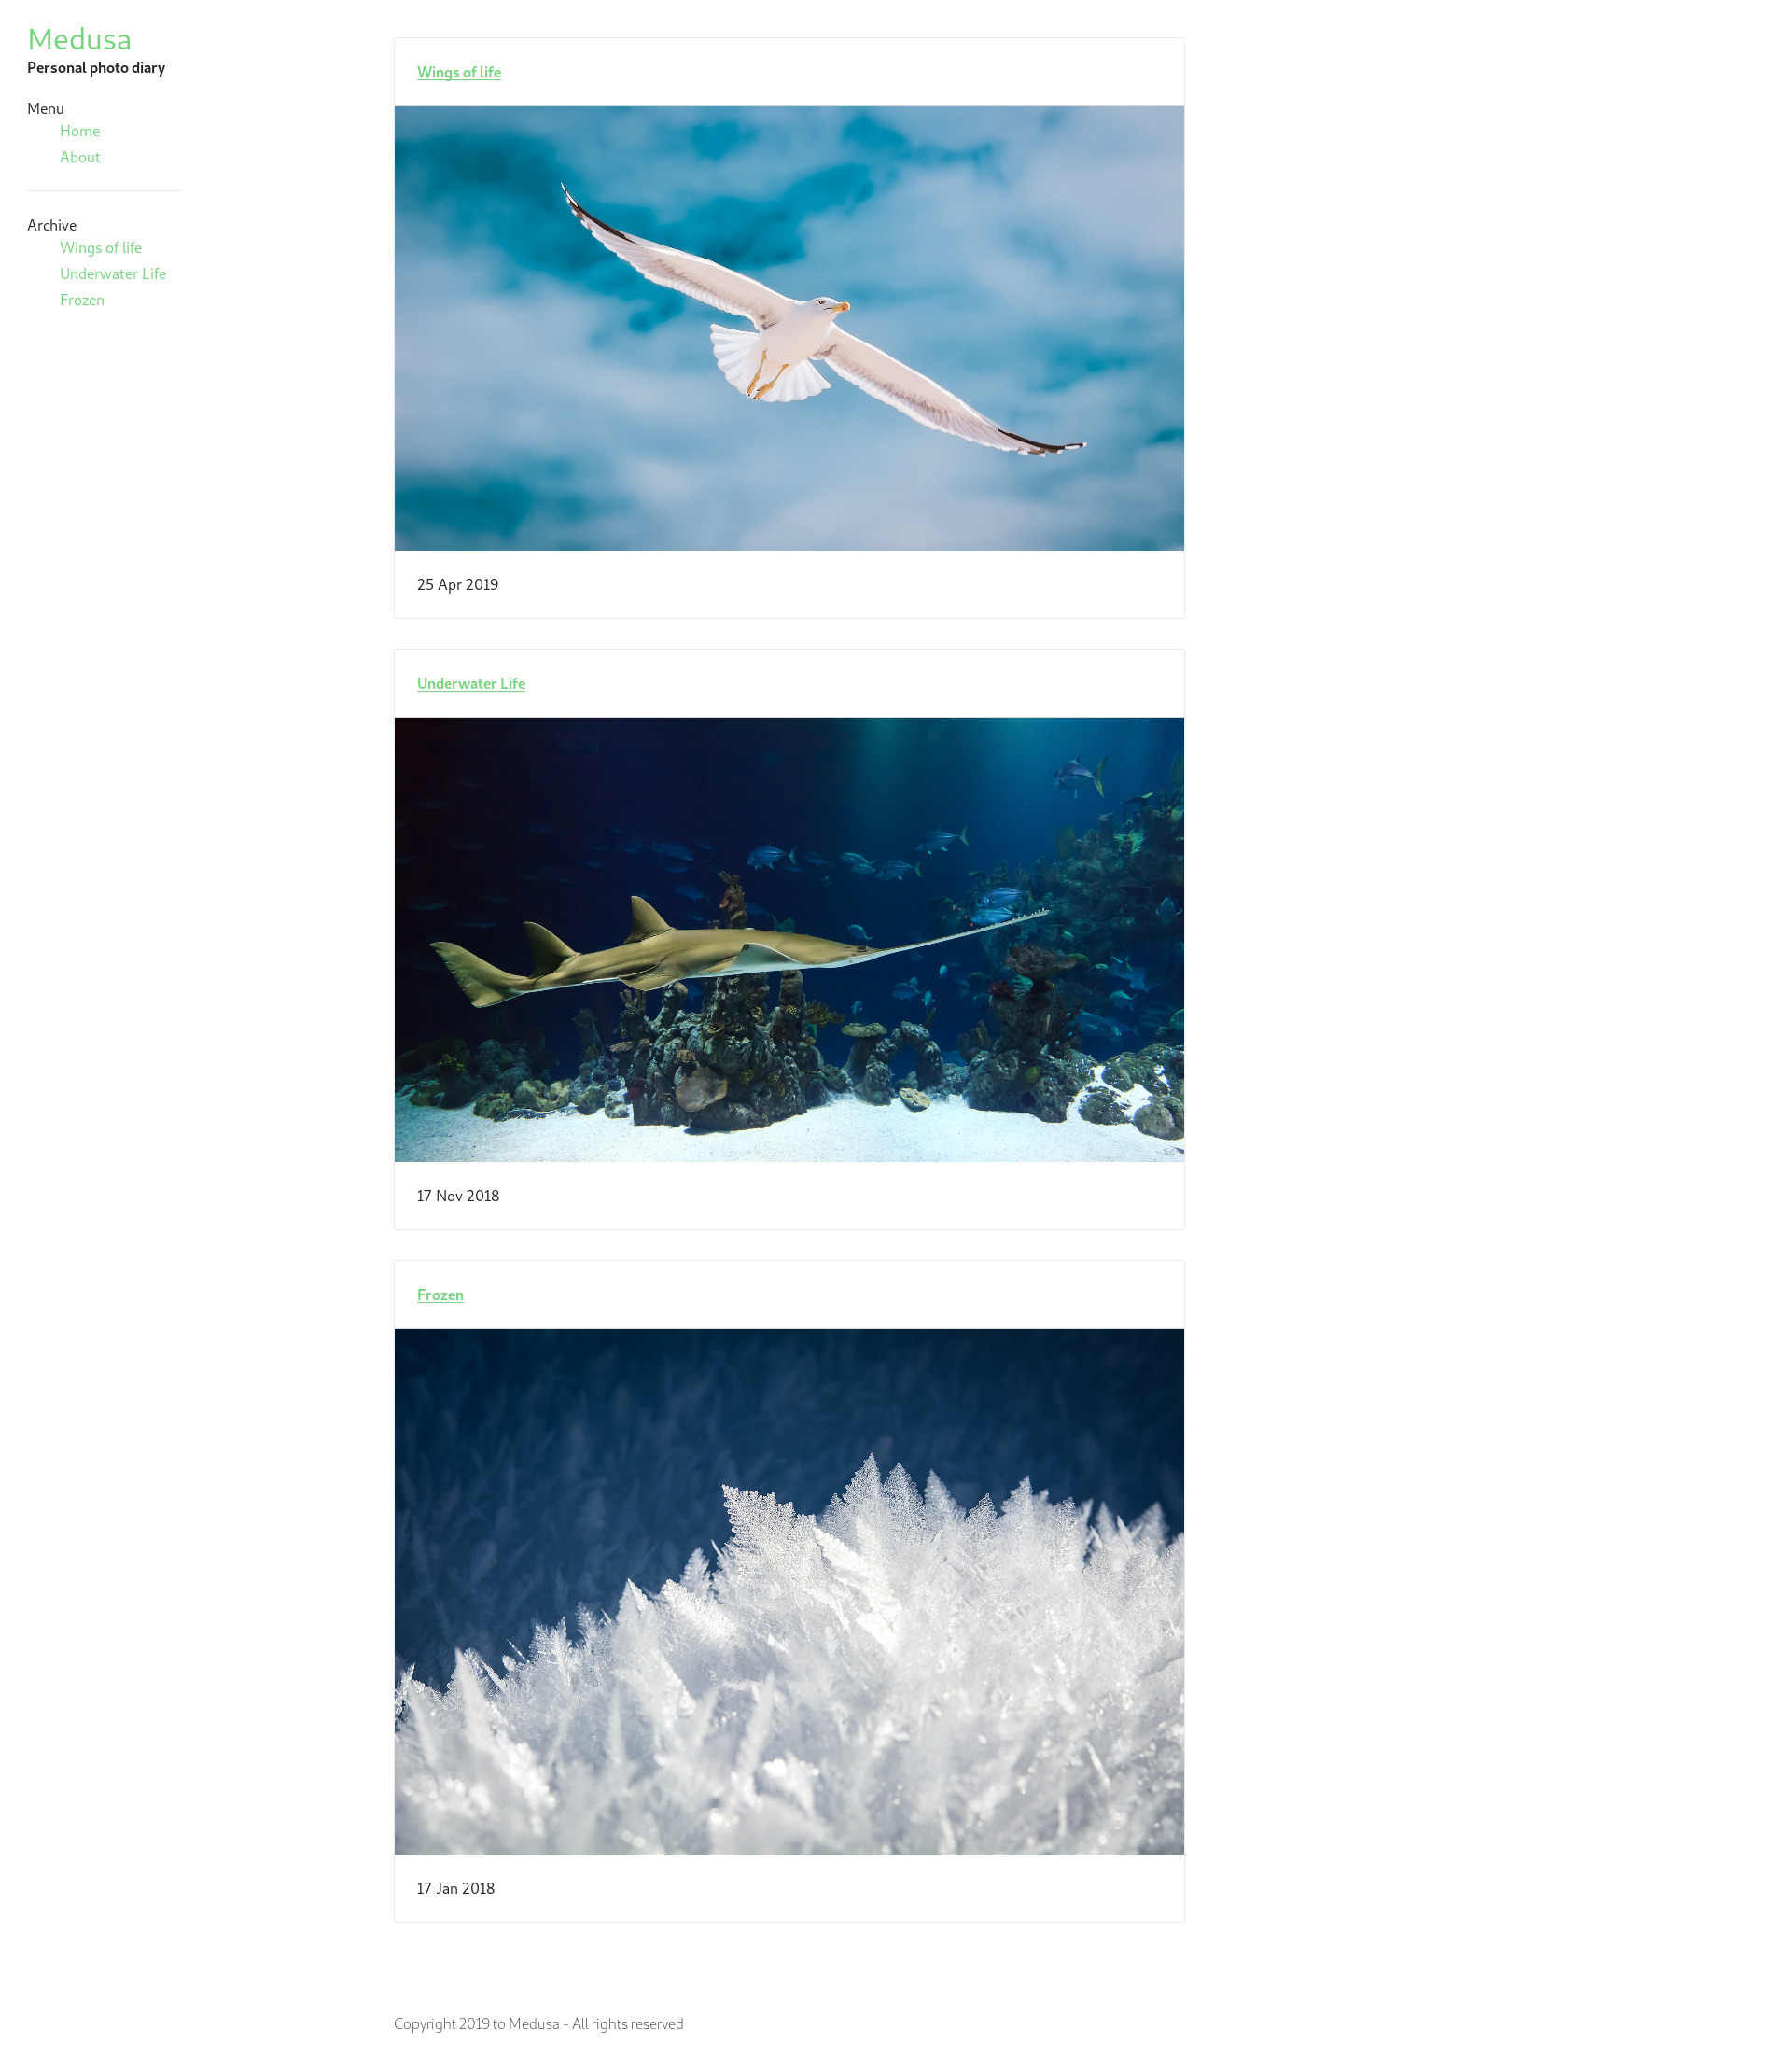 Medusa
Personal photo diary
Menu
Home
About
Archive
Wings of life
Underwater Life
Frozen
Wings of life
25 Apr 2019
Underwater Life
17 Nov 2018
Frozen
17 Jan 2018
Copyright 2019 to Medusa - All rights reserved